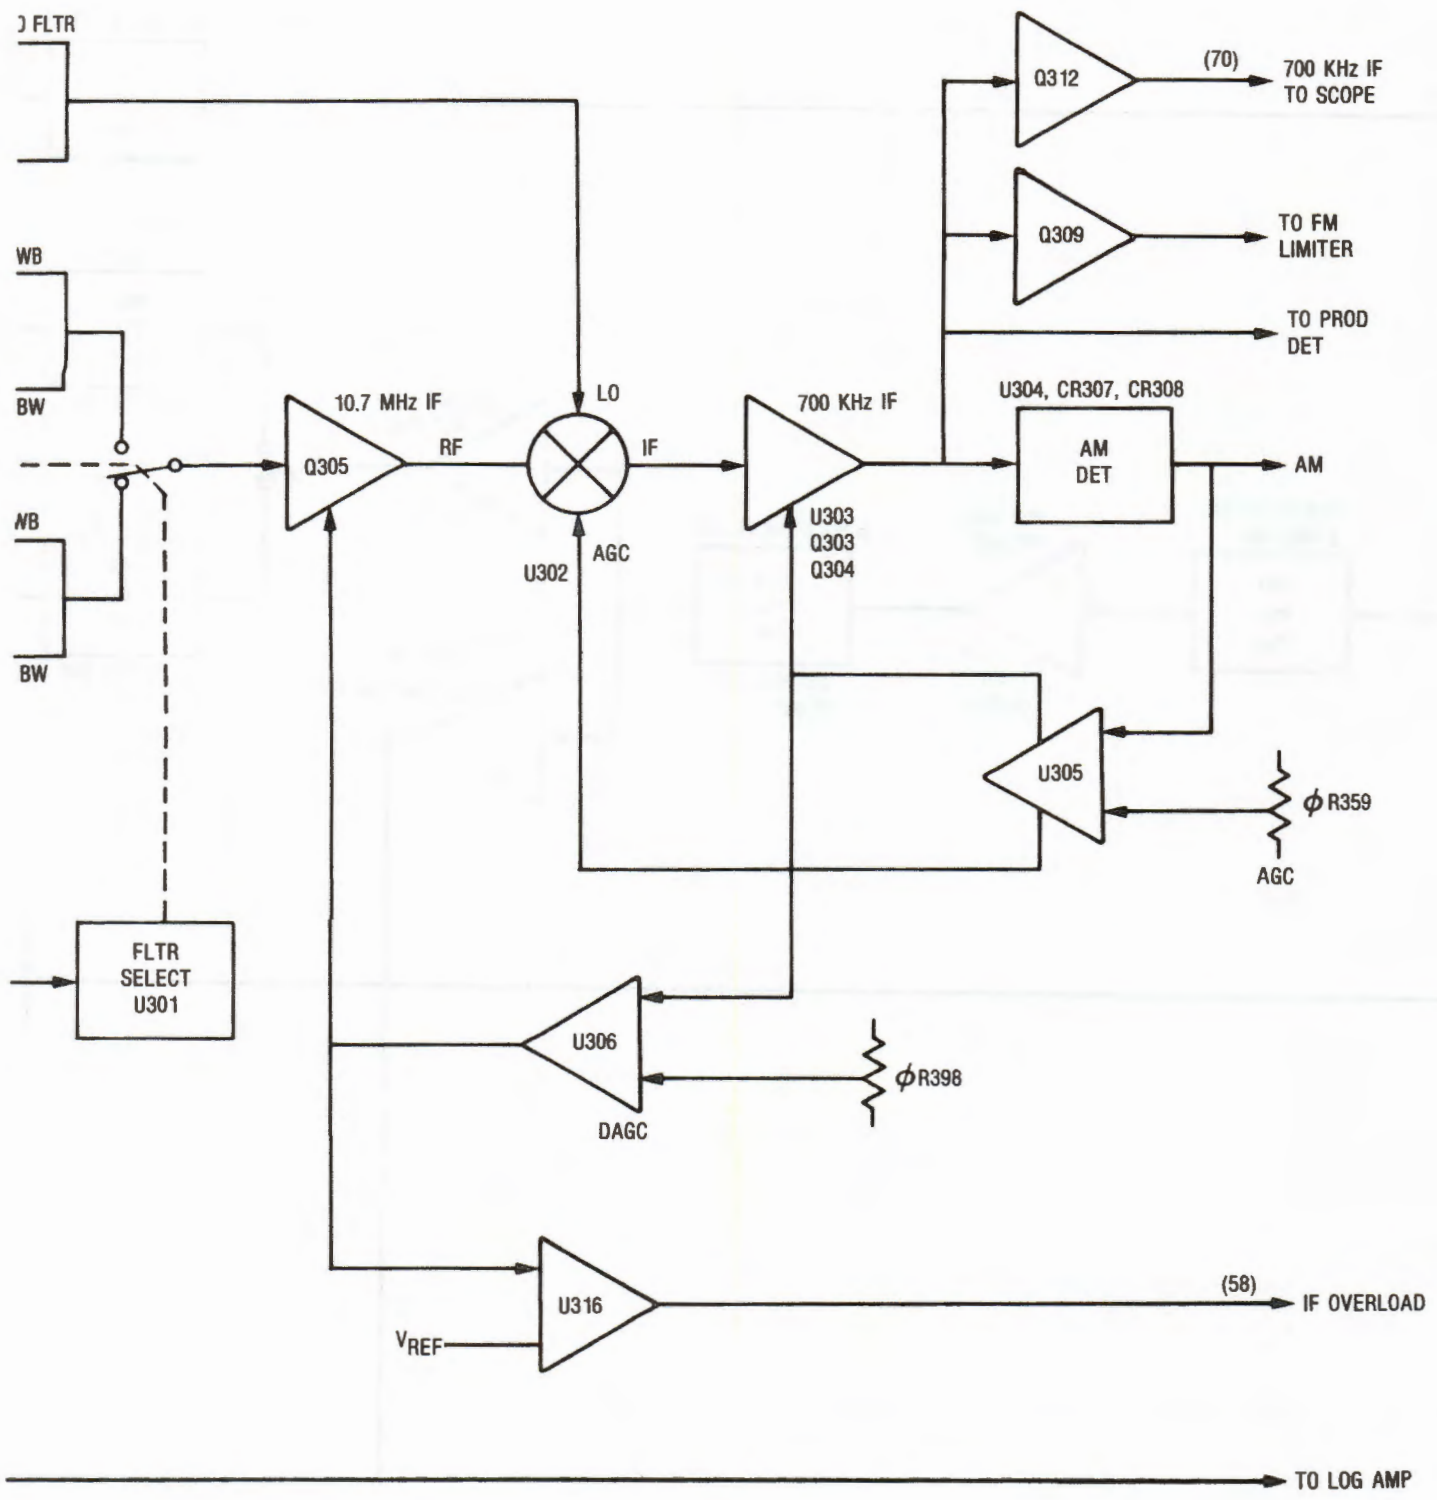 O FLTR
Q312
(70)
700 KHz IF
TO SCOPE
Q309
TO FM
LIMITER
WB
BW
TO PROD
DET
U304, CR307, CR308
10.7 MHz IF
LO
700 KHz IF
Q305
RF
IF
AM
DET
AM
WB
BW
U302
AGC
U303
Q303
Q304
U305
ϕ R359
AGC
FLTR
SELECT
U301
U306
ϕ R398
DAGC
U316
VREF
(58)
IF OVERLOAD
TO LOG AMP